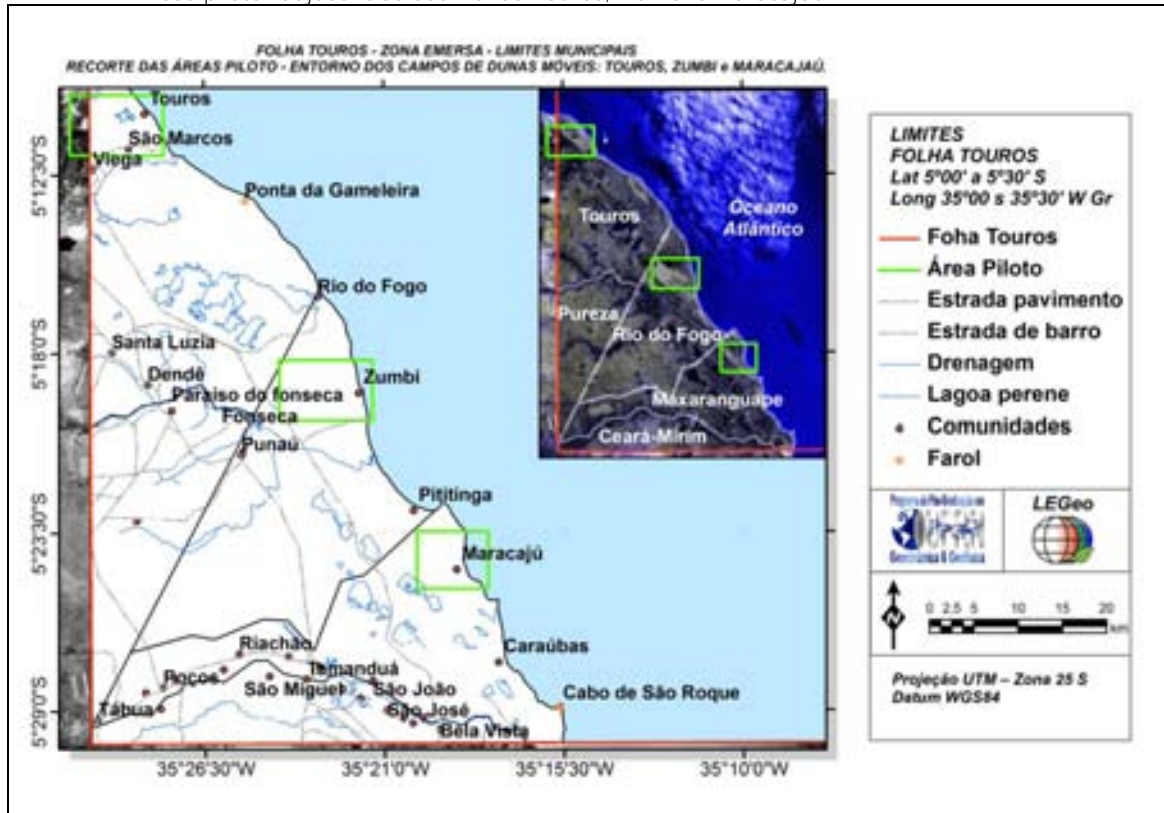 FOLHA TOUROS - ZONA EMERSA - LIMITES MUNICIPAIS
RECORTE DAS ÁREAS PILOTO - ENTORNO DOS CAMPOS DE DUNAS MÓVEIS: TOUROS, ZUMBI e MARACAJAÚ.
Touros
São Marcos
Viega
Ponta da Gameleira
Rio do Fogo
Santa Luzia
Dendê
Zumbi
Paraiso do fonseca
Fonseca
Punaú
Pititinga
Maracajú
Riachão
Caraúbas
Poços
Tamanduá
São Miguel
São João
Cabo de São Roque
Tábua
São José
Bela Vista
5°12'30"S
5°18'0"S
5°23'30"S
5°29'0"S
35°26'30"W
35°21'0"W
35°15'30"W
35°10'0"W
Touros
Oceano
Atlântico
Pureza
Rio do Fogo
Maxaranguape
Ceará-Mirim
LIMITES
FOLHA TOUROS
Lat 5°00' a 5°30' S
Long 35°00 s 35°30' W Gr
Foha Touros
Área Piloto
Estrada pavimento
Estrada de barro
Drenagem
Lagoa perene
Comunidades
Farol
LEGeo
N
0 2.5 5 10 15 20
km
Projeção UTM – Zona 25 S
Datum WGS84